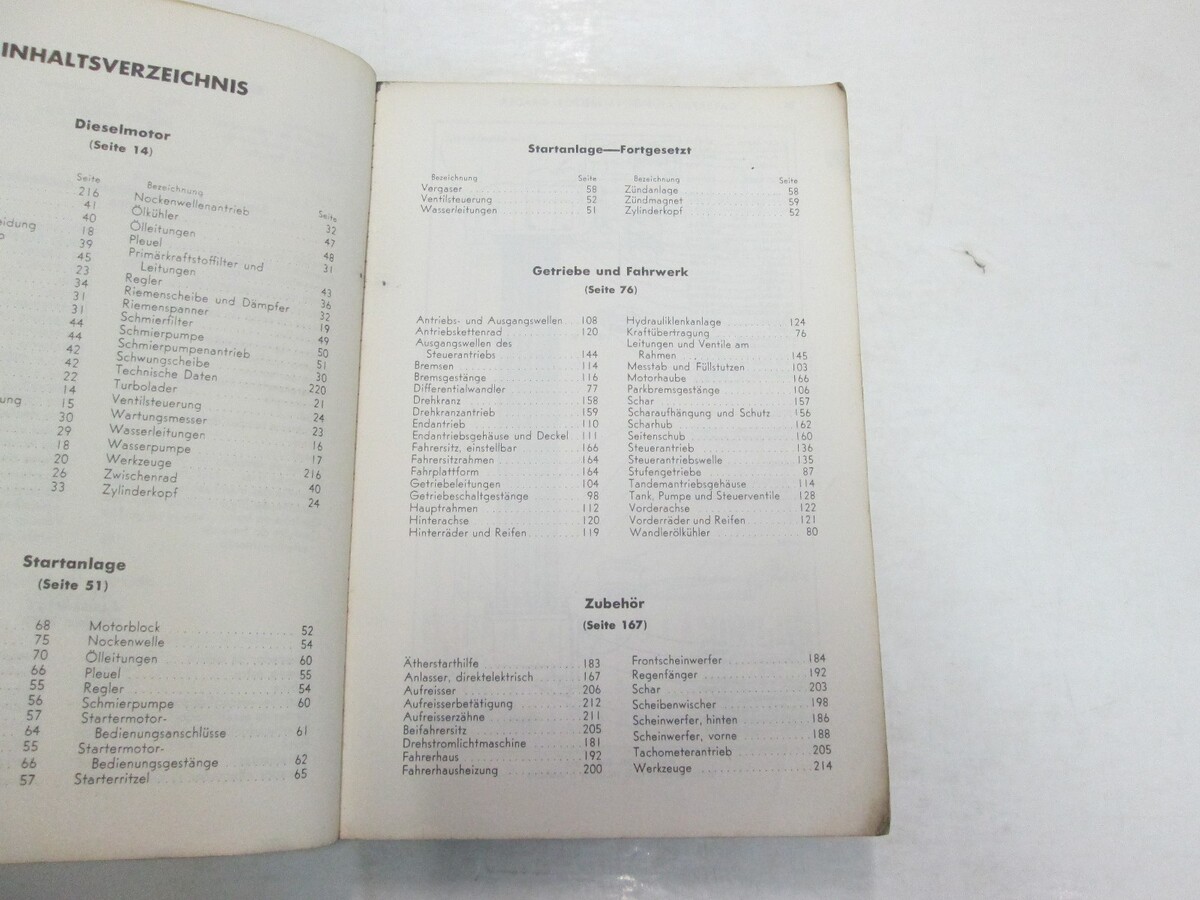 INHALTSVERZEICHNIS
Dieselmotor
(Seite 14)
Seite
216
41
40
18
39
45
23
34
31
31
44
44
42
42
22
14
15
30
29
18
20
26
33
Bezeichnung Seite
Nockenwellenantrieb 32
Ölkühler 47
Ölleitungen 48
Pleuel 31
Primärkraftstoffilter und
Leitungen 43
Regler 36
Riemenscheibe und Dämpfer 32
Riemenspanner 19
Schmierfilter 49
Schmierpumpe 50
Schmierpumpenantrieb 51
Schwungscheibe 30
Technische Daten 220
Turbolader 21
Ventilsteuerung 24
Wartungsmesser 23
Wasserleitungen 16
Wasserpumpe 17
Werkzeuge 216
Zwischenrad 40
Zylinderkopf 24
Startanlage
(Seite 51)
68
75
70
66
55
56
57
64
55
66
57
Motorblock 52
Nockenwelle 54
Ölleitungen 60
Pleuel 55
Regler 54
Schmierpumpe 60
Startermotor-
Bedienungsanschlüsse 61
Startermotor-
Bedienungsgestänge 62
Starterritzel 65
Startanlage—Fortgesetzt
Bezeichnung Seite
Vergaser 58
Ventilsteuerung 52
Wasserleitungen 51
Bezeichnung Seite
Zündanlage 58
Zündmagnet 59
Zylinderkopf 52
Getriebe und Fahrwerk
(Seite 76)
Antriebs- und Ausgangswellen 108
Antriebskettenrad 120
Ausgangswellen des
Steuerantriebs 144
Bremsen 114
Bremsgestänge 116
Differentialwandler 77
Drehkranz 158
Drehkranzantrieb 159
Endantrieb 110
Endantriebsgehäuse und Deckel 111
Fahrersitz, einstellbar 166
Fahrersitzrahmen 164
Fahrplattform 164
Getriebeleitungen 104
Getriebeschaltgestänge 98
Hauptrahmen 112
Hinterachse 120
Hinterräder und Reifen 119
Hydrauliklenkanlage 124
Kraftübertragung 76
Leitungen und Ventile am
Rahmen 145
Messtab und Füllstutzen 103
Motorhaube 166
Parkbremsgestänge 106
Schar 157
Scharaufhängung und Schutz 156
Scharhub 162
Seitenschub 160
Steuerantrieb 136
Steuerantriebswelle 135
Stufengetriebe 87
Tandemantriebsgehäuse 114
Tank, Pumpe und Steuerventile 128
Vorderachse 122
Vorderräder und Reifen 121
Wandlerölkühler 80
Zubehör
(Seite 167)
Ätherstarthilfe 183
Anlasser, direktelektrisch 167
Aufreisser 206
Aufreisserbetätigung 212
Aufreisserzähne 211
Beifahrersitz 205
Drehstromlichtmaschine 181
Fahrerhaus 192
Fahrerhausheizung 200
Frontscheinwerfer 184
Regenfänger 192
Schar 203
Scheibenwischer 198
Scheinwerfer, hinten 186
Scheinwerfer, vorne 188
Tachometerantrieb 205
Werkzeuge 214